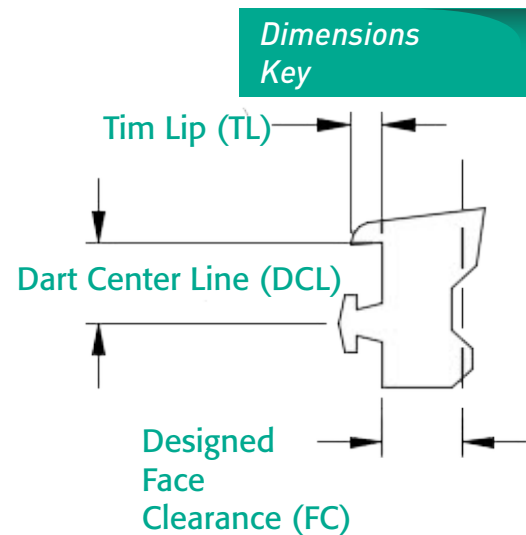 Dimensions
Key
Tim Lip (TL)
Dart Center Line (DCL)
Designed
Face
Clearance (FC)